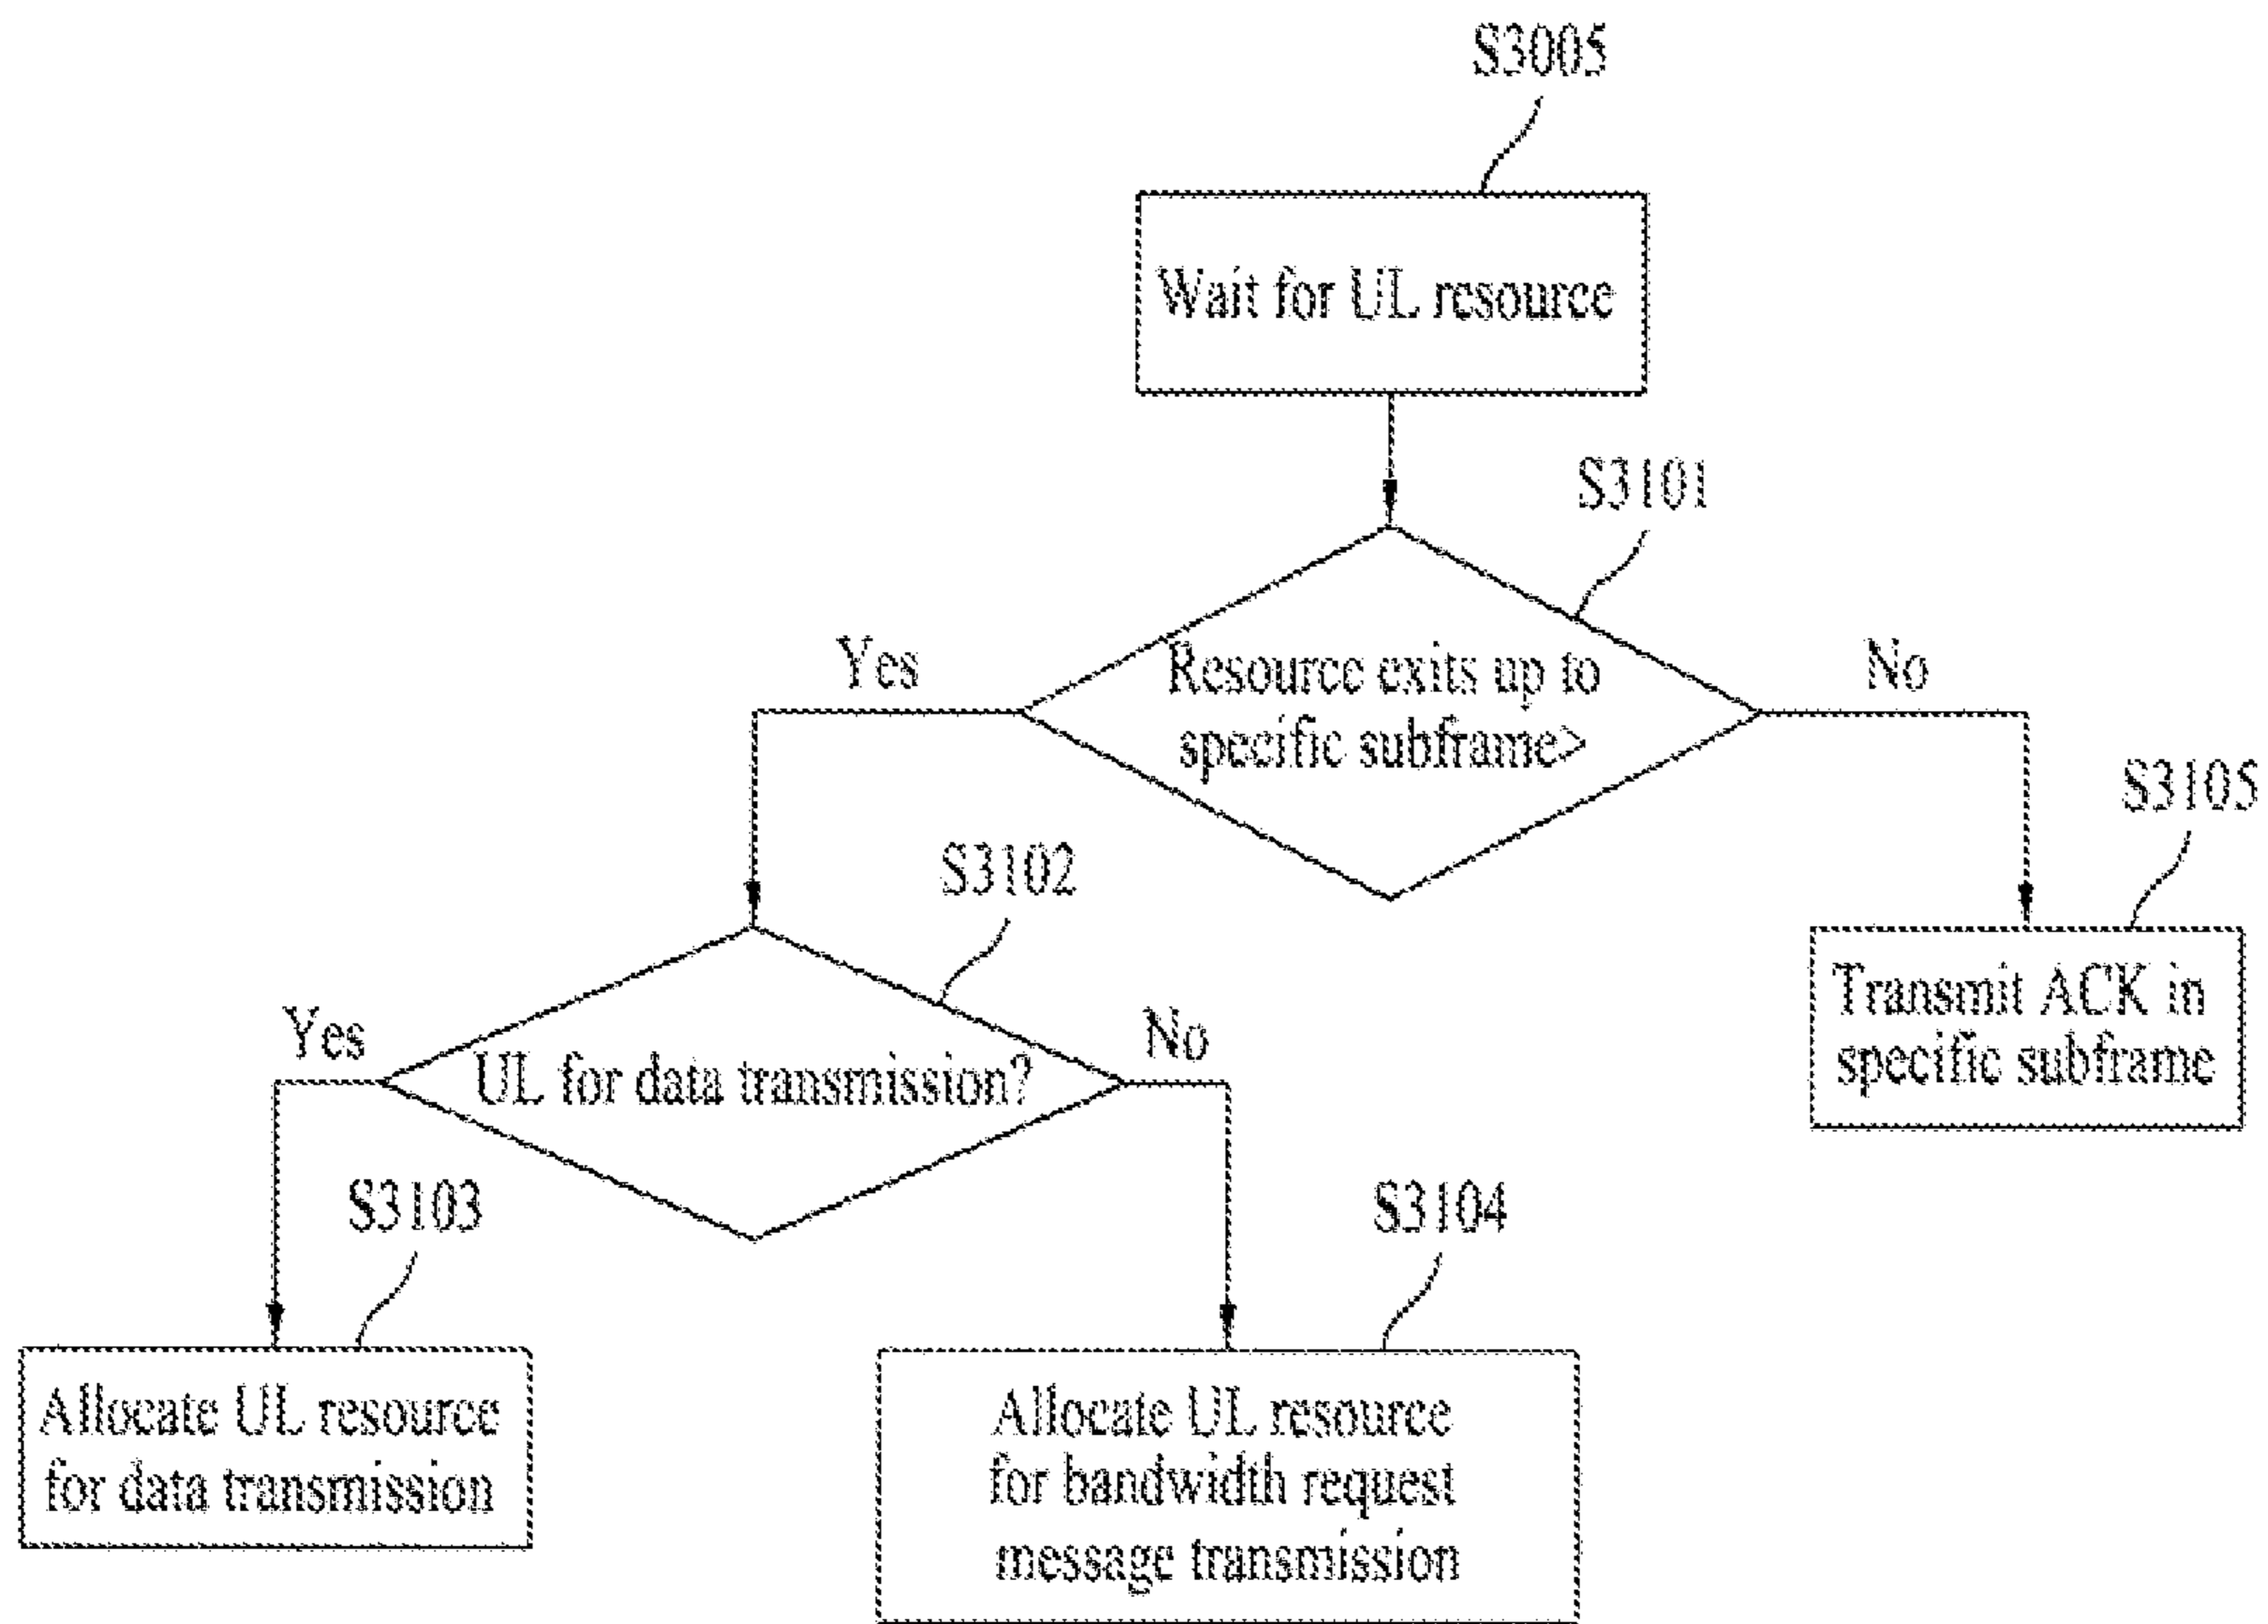 S3005
Wait for UL resource
S3101
Yes
Resource exits up to
specific subframe>
No
S3105
Transmit ACK in
specific subframe
S3102
Yes
UL for data transmission?
No
S3103
Allocate UL resource
for data transmission
S3104
Allocate UL resource
for bandwidth request
message transmission